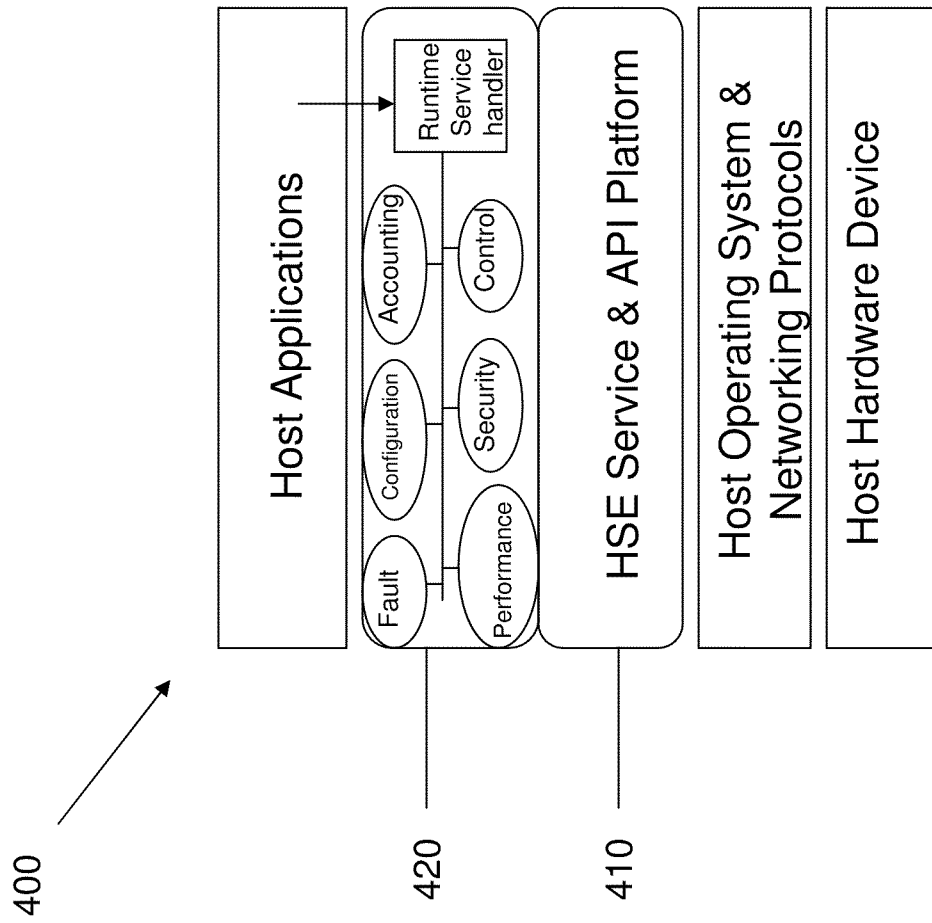 400
Host Applications
Fault
Configuration
Accounting
Runtime
Service
handler
Performance
Security
Control
420
HSE Service & API Platform
410
Host Operating System &
Networking Protocols
Host Hardware Device